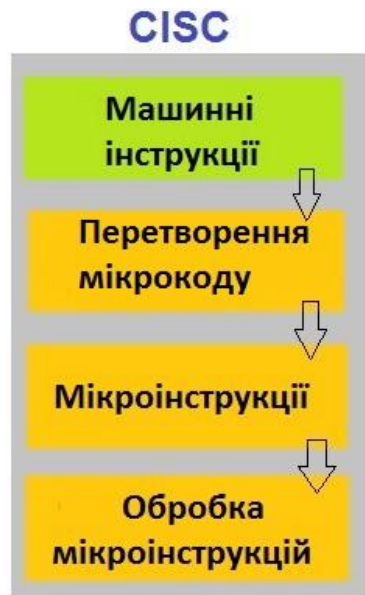 CISC
Машинні
інструкції
Перетворення
мікрокоду
Мікроінструкції
Обробка
мікроінструкцій